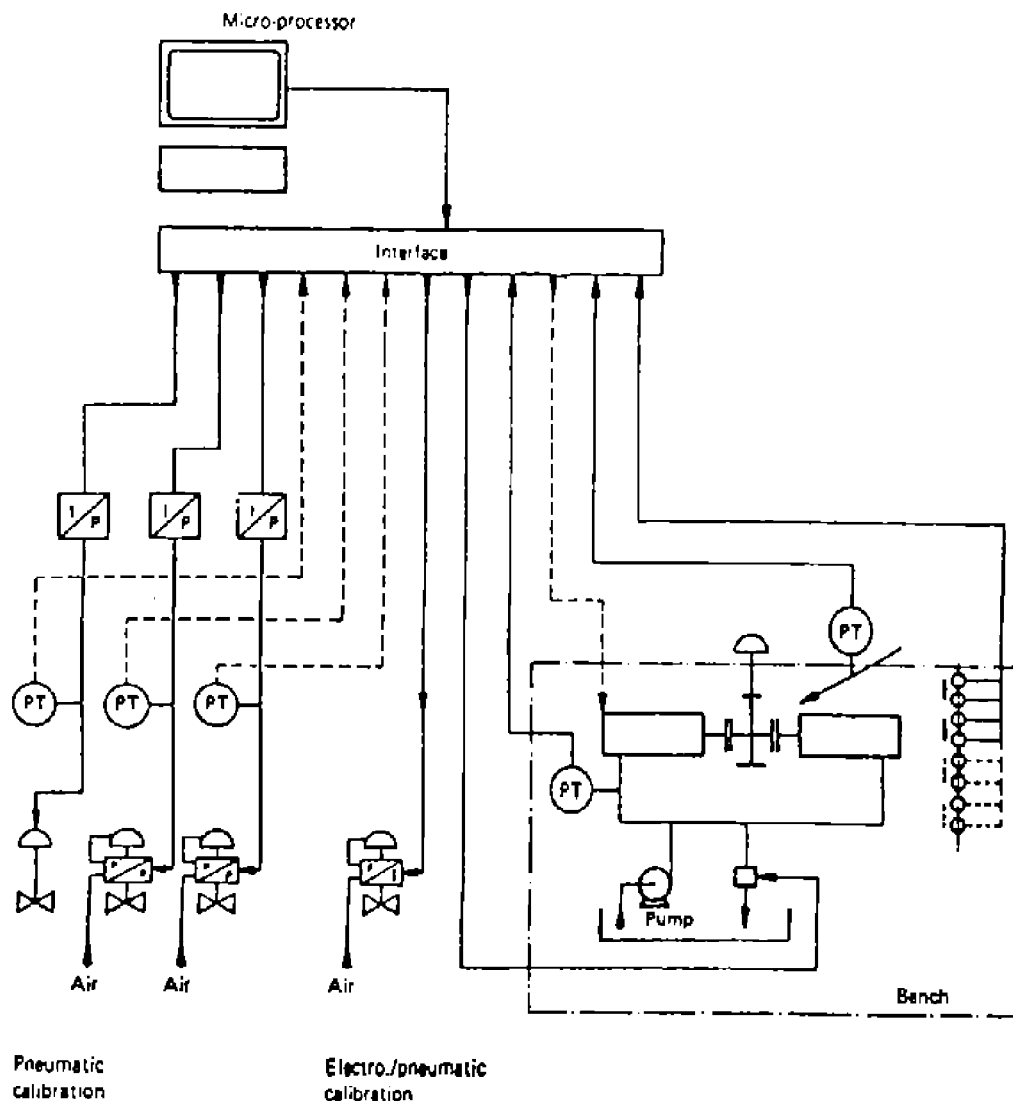 Micro-processor
Interface
I/P
I/P
I/P
PT
PT
PT
PT
PT
Pump
Air
Air
Air
Bench
Pneumatic
calibration
Electro./pneumatic
calibration